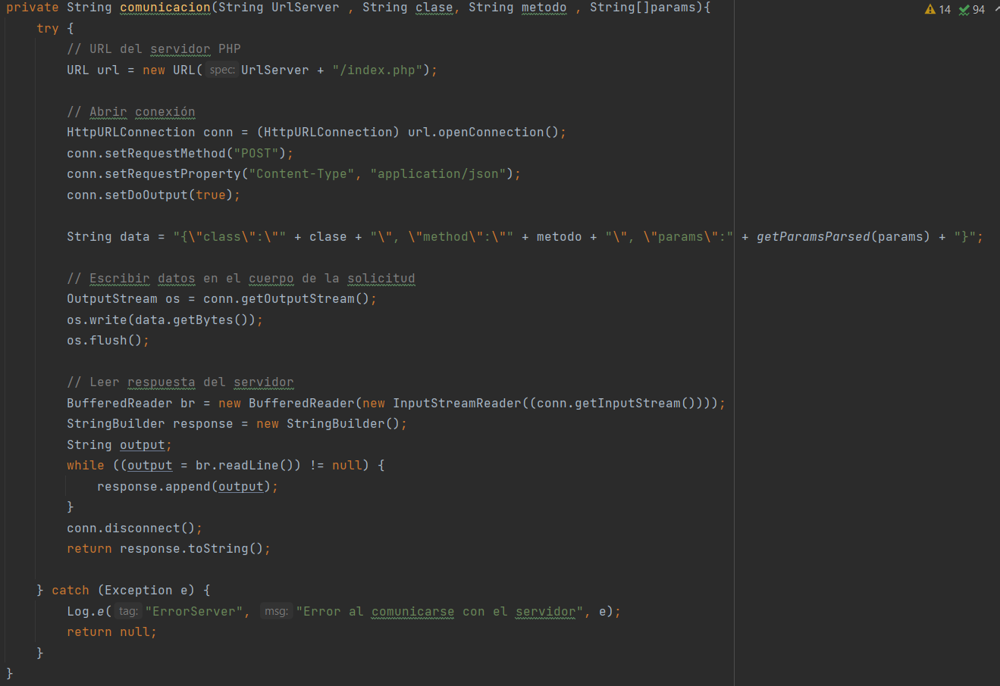 private String comunicacion(String UrlServer , String clase, String metodo , String[]params){
14 94
try {
// URL del servidor PHP
URL url = new URL( spec: UrlServer + "/index.php");
// Abrir conexión
HttpURLConnection conn = (HttpURLConnection) url.openConnection();
conn.setRequestMethod("POST");
conn.setRequestProperty("Content-Type", "application/json");
conn.setDoOutput(true);
String data = "{\"class\":\"" + clase + "\", \"method\":\"" + metodo + "\", \"params\":" + getParamsParsed(params) + "}";
// Escribir datos en el cuerpo de la solicitud
OutputStream os = conn.getOutputStream();
os.write(data.getBytes());
os.flush();
// Leer respuesta del servidor
BufferedReader br = new BufferedReader(new InputStreamReader((conn.getInputStream())));
StringBuilder response = new StringBuilder();
String output;
while ((output = br.readLine()) != null) {
response.append(output);
}
conn.disconnect();
return response.toString();
} catch (Exception e) {
Log.e( tag: "ErrorServer", msg: "Error al comunicarse con el servidor", e);
return null;
}
}